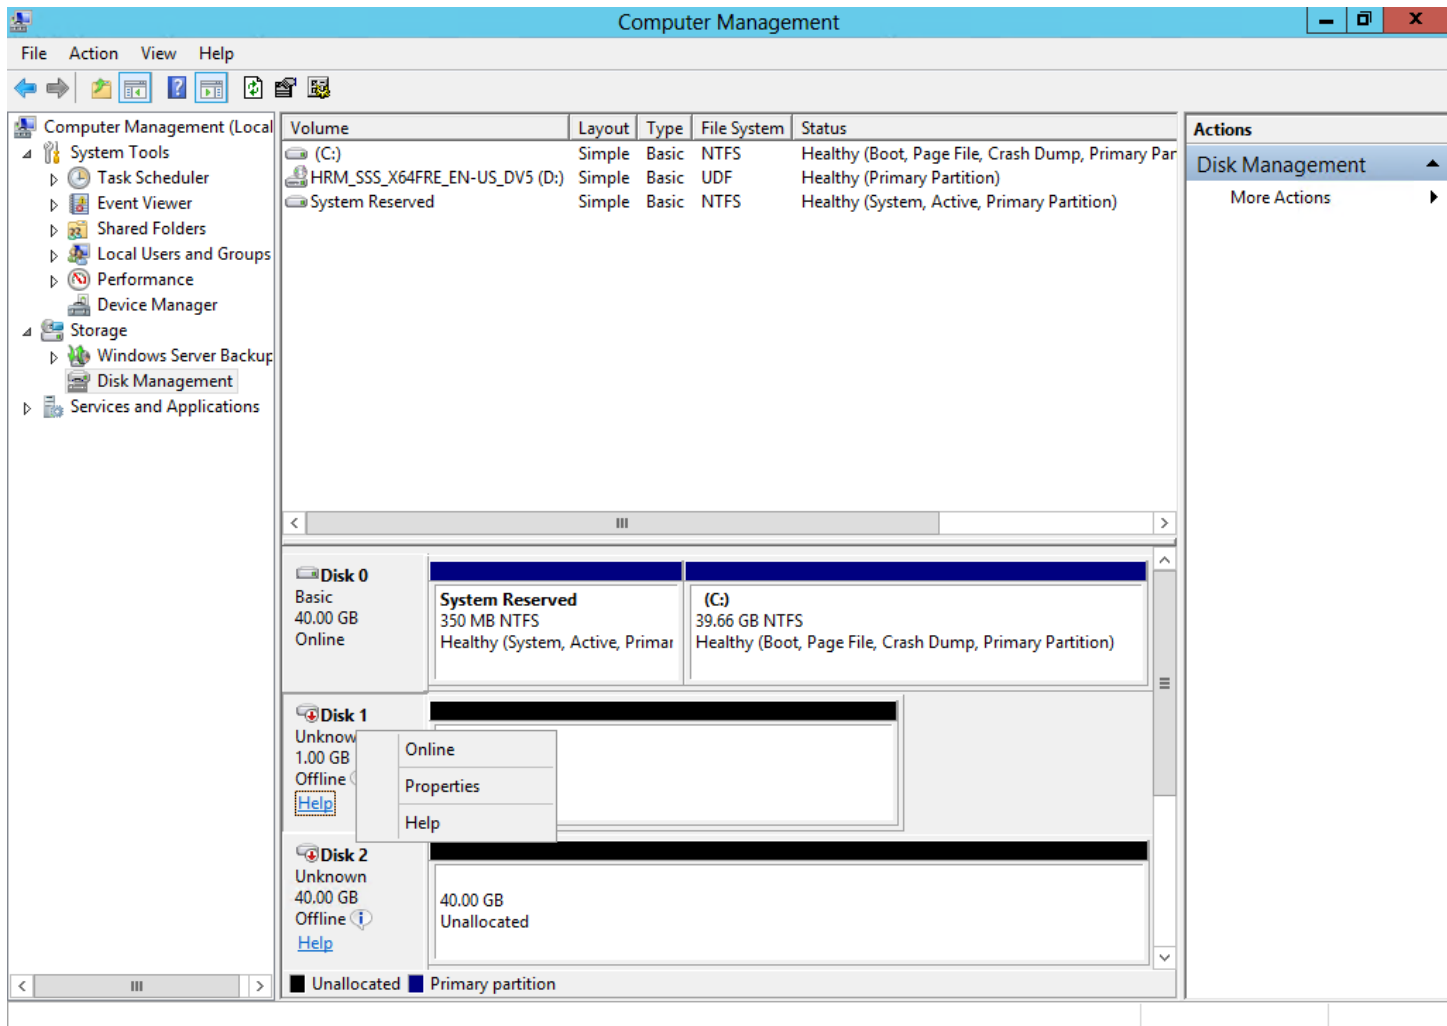 Computer Management
File Action View Help
Computer Management (Local
System Tools
Task Scheduler
Event Viewer
Shared Folders
Local Users and Groups
Performance
Device Manager
Storage
Windows Server Backup
Disk Management
Services and Applications
Volume Layout Type File System Status
(C:) Simple Basic NTFS Healthy (Boot, Page File, Crash Dump, Primary Par
HRM_SSS_X64FRE_EN-US_DV5 (D:) Simple Basic UDF Healthy (Primary Partition)
System Reserved Simple Basic NTFS Healthy (System, Active, Primary Partition)
Disk 0
Basic
40.00 GB
Online
System Reserved
350 MB NTFS
Healthy (System, Active, Primar
(C:)
39.66 GB NTFS
Healthy (Boot, Page File, Crash Dump, Primary Partition)
Disk 1
Unknow
1.00 GB
Offline
Help
Online
Properties
Help
Disk 2
Unknown
40.00 GB
Offline
Help
40.00 GB
Unallocated
Unallocated Primary partition
Actions
Disk Management
More Actions